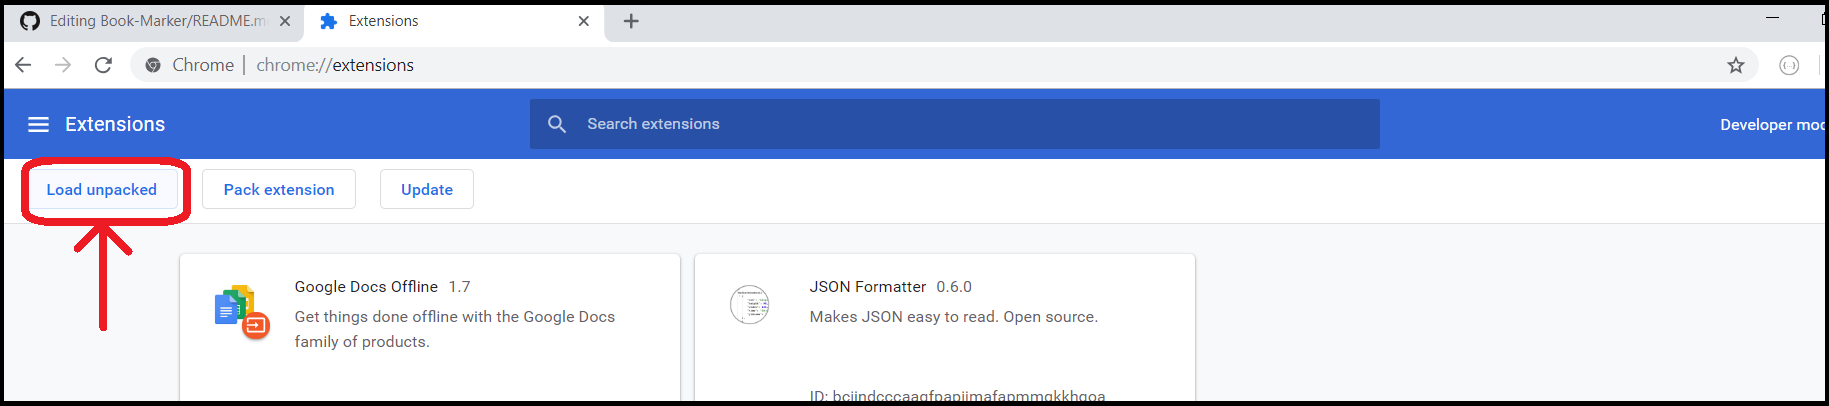 Editing Book-Marker/README.m
Extensions
Chrome | chrome://extensions
Extensions
Search extensions
Developer mod
Load unpacked
Pack extension
Update
Google Docs Offline 1.7
Get things done offline with the Google Docs
family of products.
JSON Formatter 0.6.0
Makes JSON easy to read. Open source.
ID: